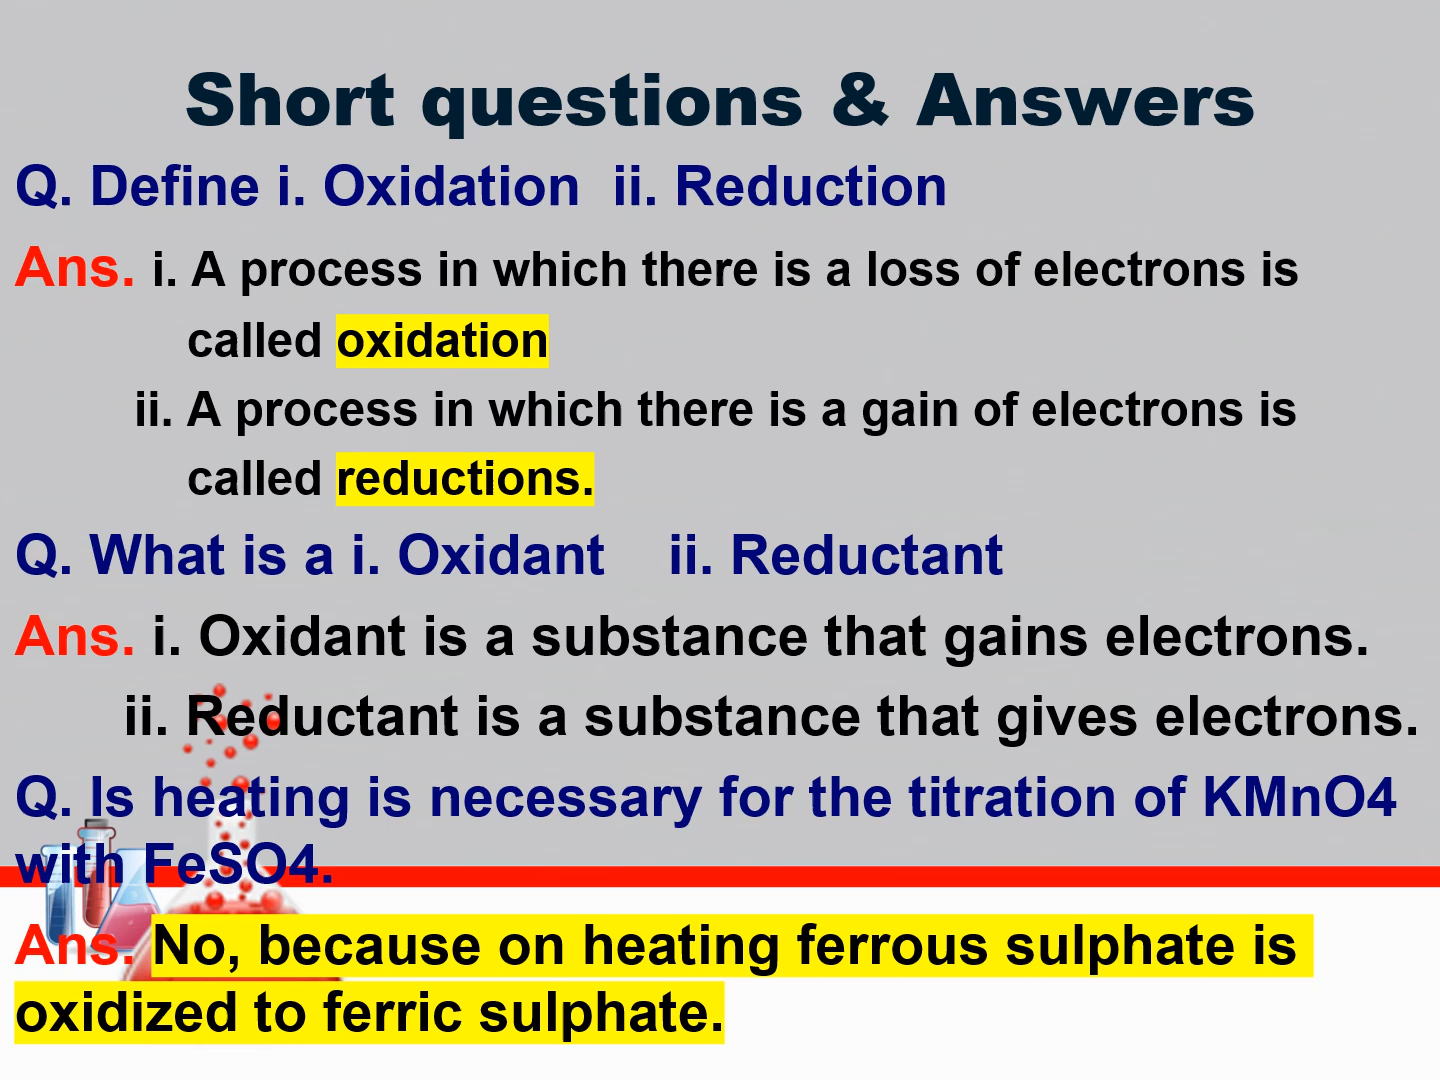 Short questions & Answers
Q. Define i. Oxidation ii. Reduction
Ans. i. A process in which there is a loss of electrons is
called oxidation
ii. A process in which there is a gain of electrons is
called reductions.
Q. What is a i. Oxidant ii. Reductant
Ans. i. Oxidant is a substance that gains electrons.
ii. Reductant is a substance that gives electrons.
Q. Is heating is necessary for the titration of KMnO4
with FeSO4.
Ans. No, because on heating ferrous sulphate is
oxidized to ferric sulphate.